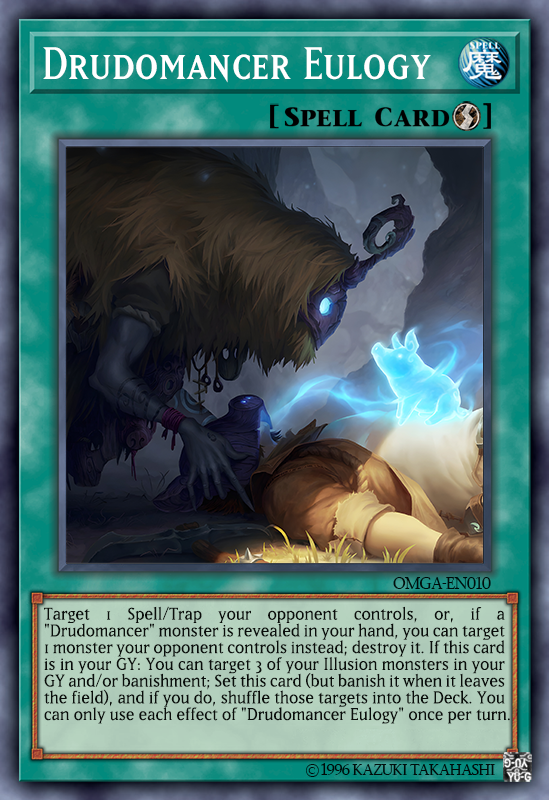 DRUDOMANCER EULOGY
SPELL
魔
[ SPELL CARD ]
OMGA-EN010
Target 1 Spell/Trap your opponent controls, or, if a
"Drudomancer" monster is revealed in your hand, you can target
1 monster your opponent controls instead; destroy it. If this card
is in your GY: You can target 3 of your Illusion monsters in your
GY and/or banishment; Set this card (but banish it when it leaves
the field), and if you do, shuffle those targets into the Deck. You
can only use each effect of "Drudomancer Eulogy" once per turn.
©1996 KAZUKI TAKAHASHI